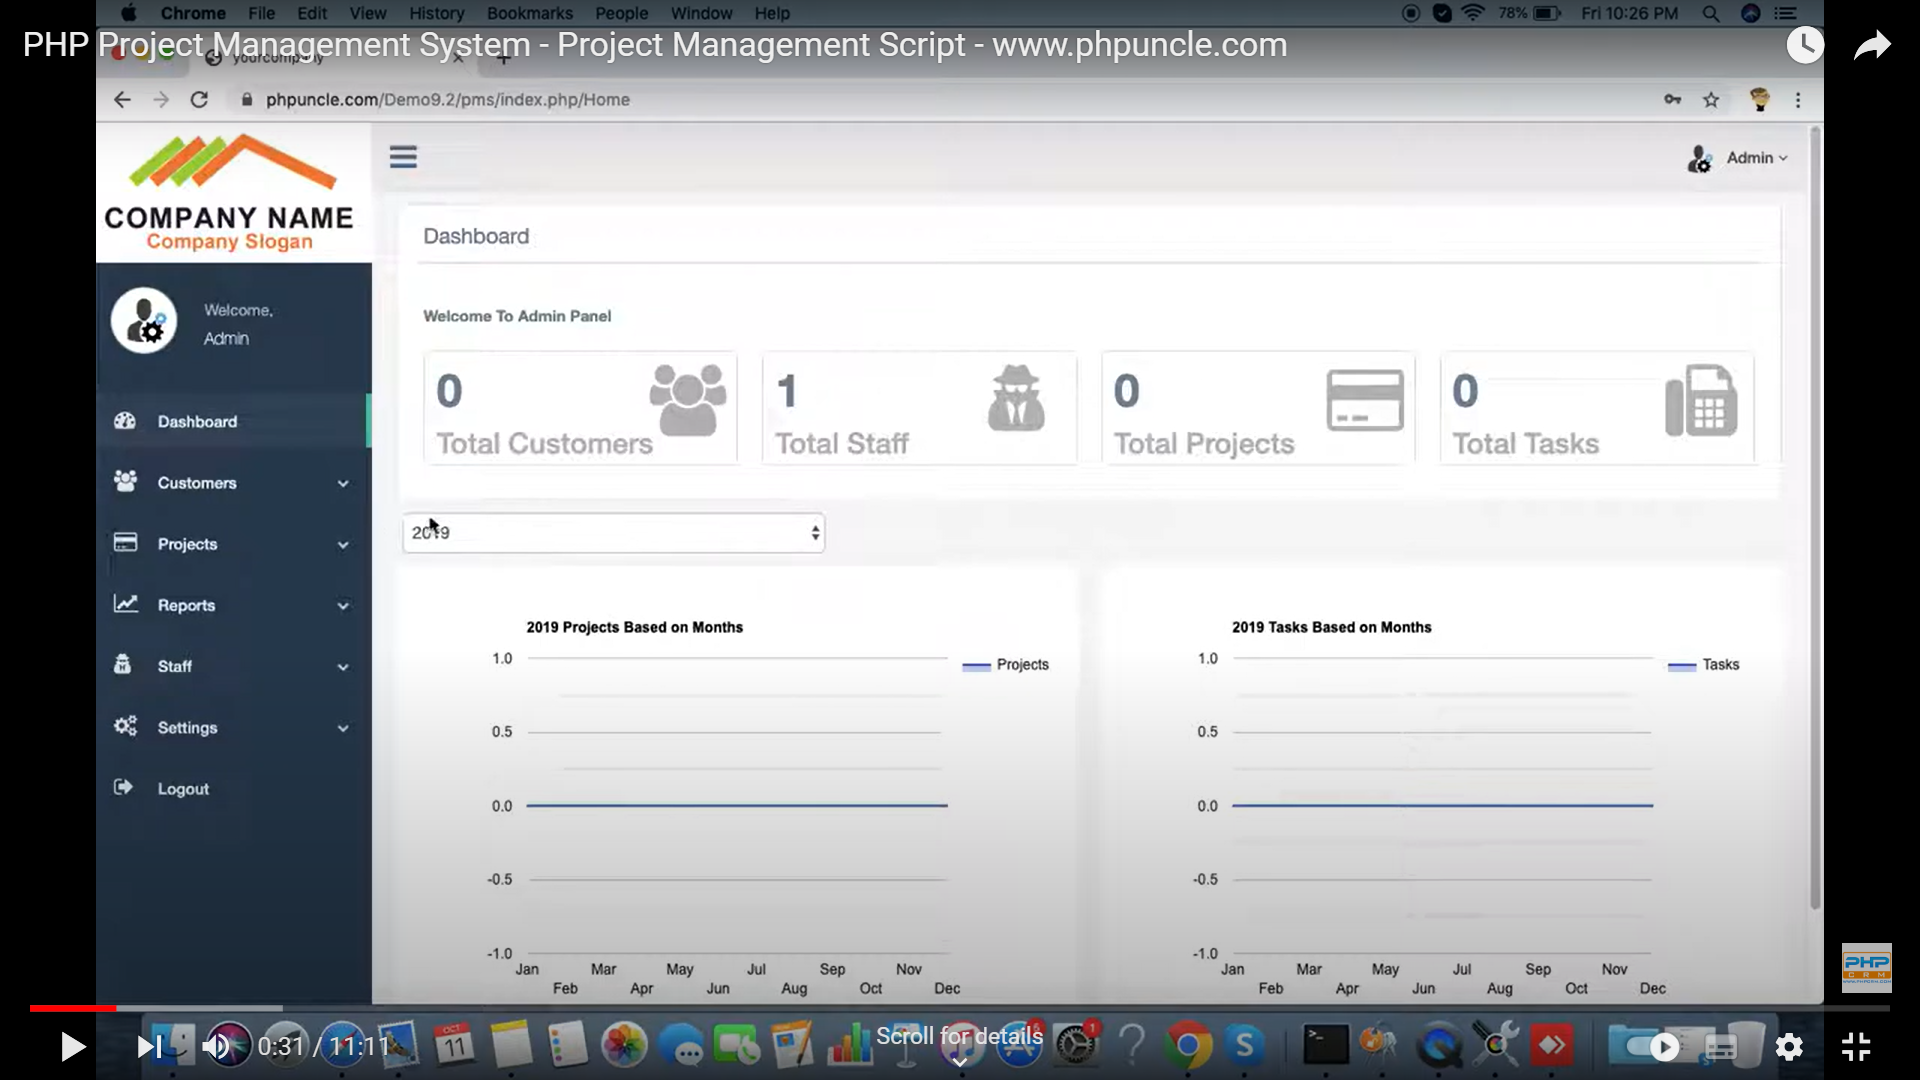 Chrome File Edit View History Bookmarks People Window Help 78% Fri 10:26 PM
PHP Project Management System - Project Management Script - www.phpuncle.com
yourcompany
phpuncle.com/Demo9.2/pms/index.php/Home
COMPANY NAME
Company Slogan
Admin
Welcome,
Admin
Dashboard
Customers
Projects
Reports
Staff
Settings
Logout
Dashboard
Welcome To Admin Panel
0
Total Customers
1
Total Staff
0
Total Projects
0
Total Tasks
2019
2019 Projects Based on Months
Projects
1.0
0.5
0.0
-0.5
-1.0
Jan Feb Mar Apr May Jun Jul Aug Sep Oct Nov Dec
2019 Tasks Based on Months
Tasks
1.0
0.5
0.0
-0.5
-1.0
Jan Feb Mar Apr May Jun Jul Aug Sep Oct Nov Dec
PHP
CRM
OCT
11
1
Scroll for details
0:31 / 11:11